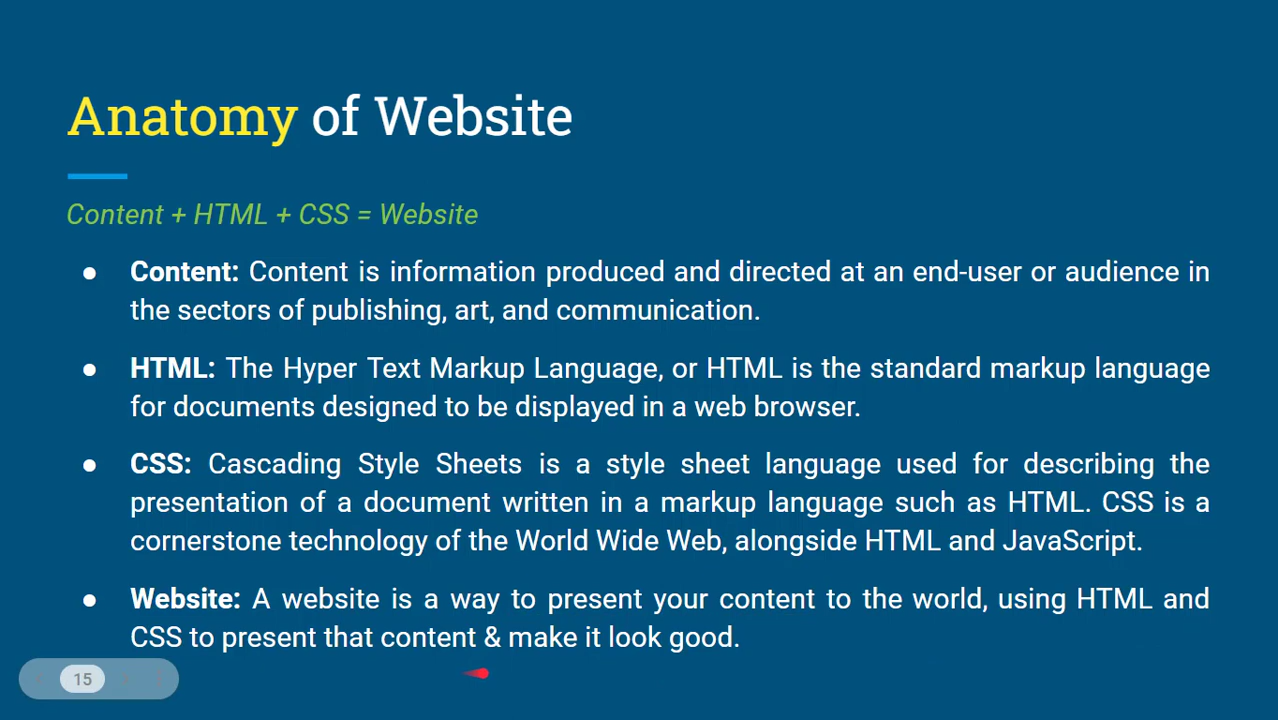 Anatomy of Website
Content + HTML + CSS = Website
● Content: Content is information produced and directed at an end-user or audience in
the sectors of publishing, art, and communication.
● HTML: The Hyper Text Markup Language, or HTML is the standard markup language
for documents designed to be displayed in a web browser.
● CSS: Cascading Style Sheets is a style sheet language used for describing the
presentation of a document written in a markup language such as HTML. CSS is a
cornerstone technology of the World Wide Web, alongside HTML and JavaScript.
● Website: A website is a way to present your content to the world, using HTML and
CSS to present that content & make it look good.
15